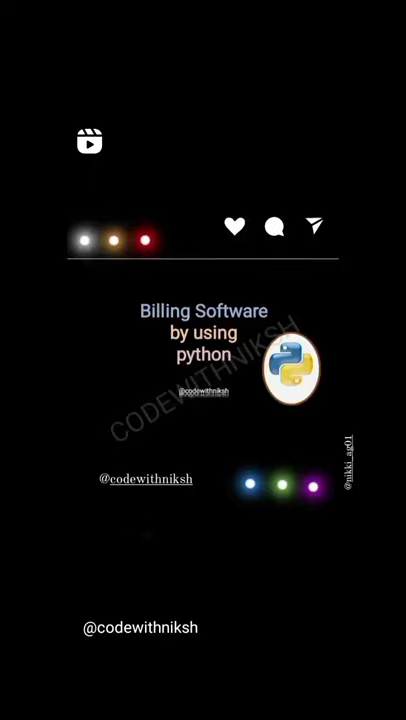 Billing Software
by using
python
@codewithniksh
CODEWITHNIKSH
@nikki_ag01
@codewithniksh
@codewithniksh